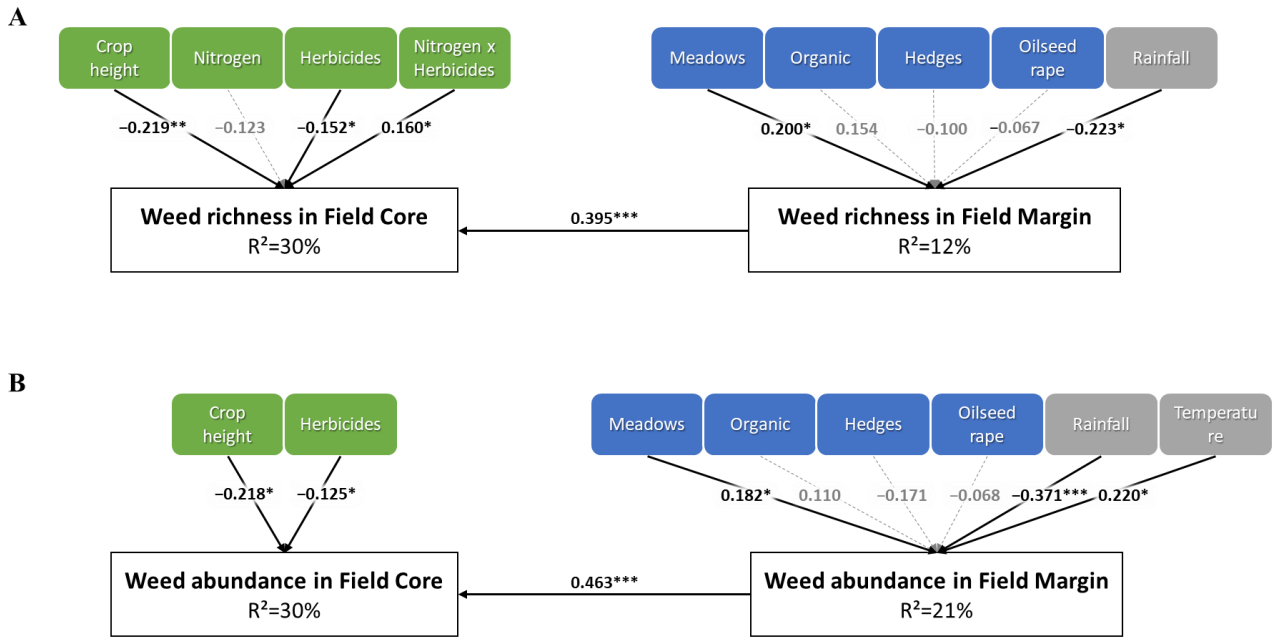 A
Crop
height
Nitrogen
Herbicides
Nitrogen x
Herbicides
Meadows
Organic
Hedges
Oilseed
rape
Rainfall
−0.219**
−0.123
−0.152*
0.160*
0.200*
0.154
−0.100
−0.067
−0.223*
Weed richness in Field Core
R²=30%
0.395***
Weed richness in Field Margin
R²=12%
B
Crop
height
Herbicides
Meadows
Organic
Hedges
Oilseed
rape
Rainfall
Temperatu
re
−0.218*
−0.125*
0.182*
0.110
−0.171
−0.068
−0.371***
0.220*
Weed abundance in Field Core
R²=30%
0.463***
Weed abundance in Field Margin
R²=21%